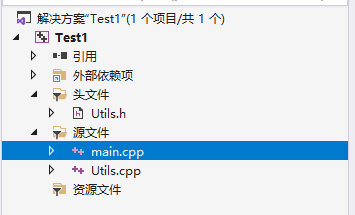 解决方案"Test1"(1 个项目/共 1 个)
Test1
引用
外部依赖项
头文件
Utils.h
源文件
main.cpp
Utils.cpp
资源文件